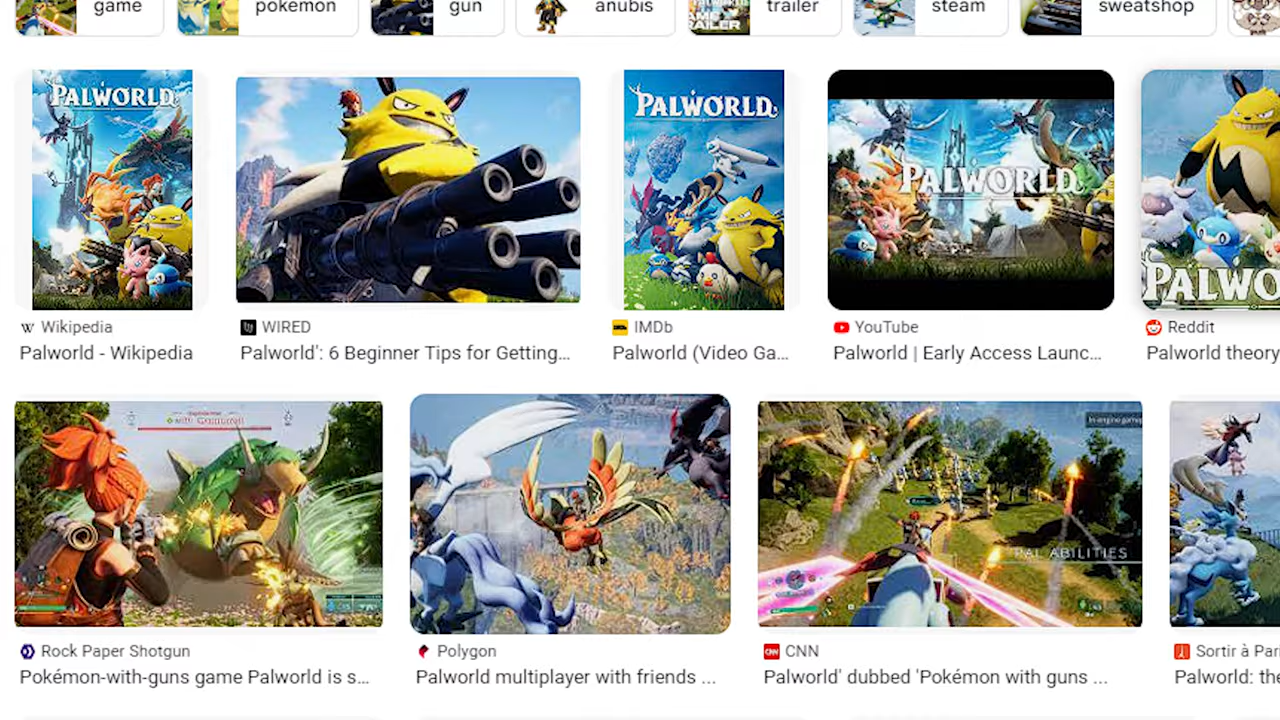 game
pokemon
gun
anubis
trailer
steam
sweatshop
PALWORLD
PALWORLD
PALWORLD
PALWO
W Wikipedia
WIRED
IMDb
YouTube
Reddit
Palworld - Wikipedia
Palworld': 6 Beginner Tips for Getting...
Palworld (Video Ga...
Palworld | Early Access Launc...
Palworld theory
PAL ABILITIES
Rock Paper Shotgun
Polygon
CNN
Sortir à Pari
Pokémon-with-guns game Palworld is s...
Palworld multiplayer with friends ...
Palworld' dubbed 'Pokémon with guns ...
Palworld: the